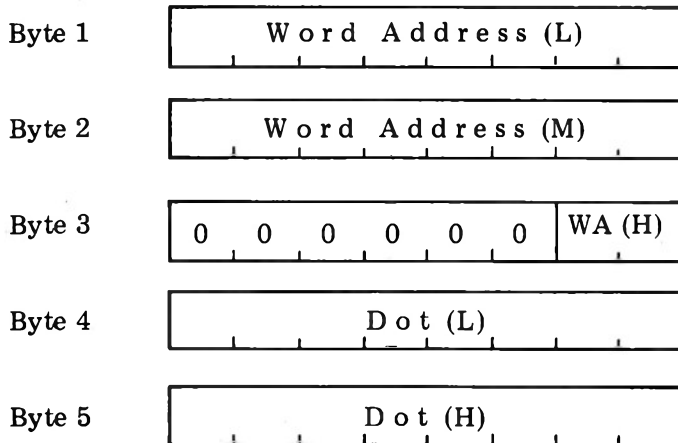 Byte 1 Word Address (L)
Byte 2 Word Address (M)
Byte 3 0 0 0 0 0 0 WA (H)
Byte 4 Dot (L)
Byte 5 Dot (H)